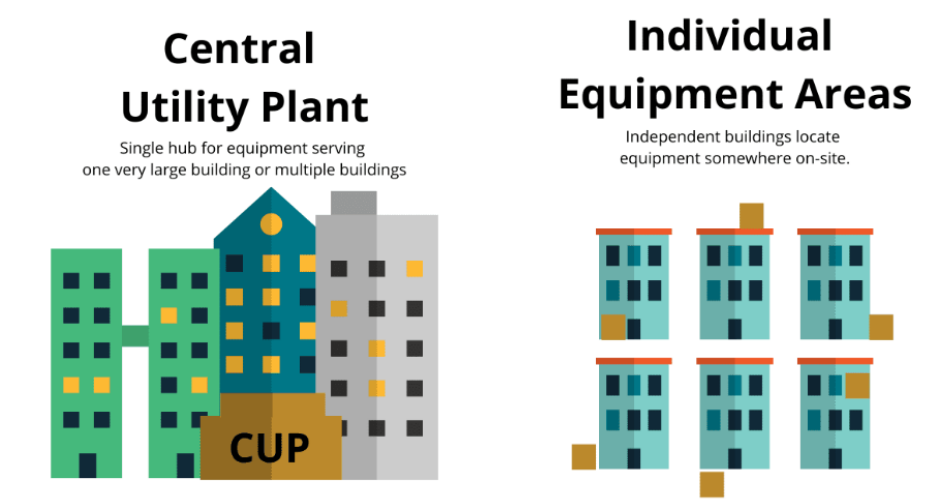 Central
Utility Plant
Single hub for equipment serving
one very large building or multiple buildings
CUP
Individual
Equipment Areas
Independent buildings locate
equipment somewhere on-site.